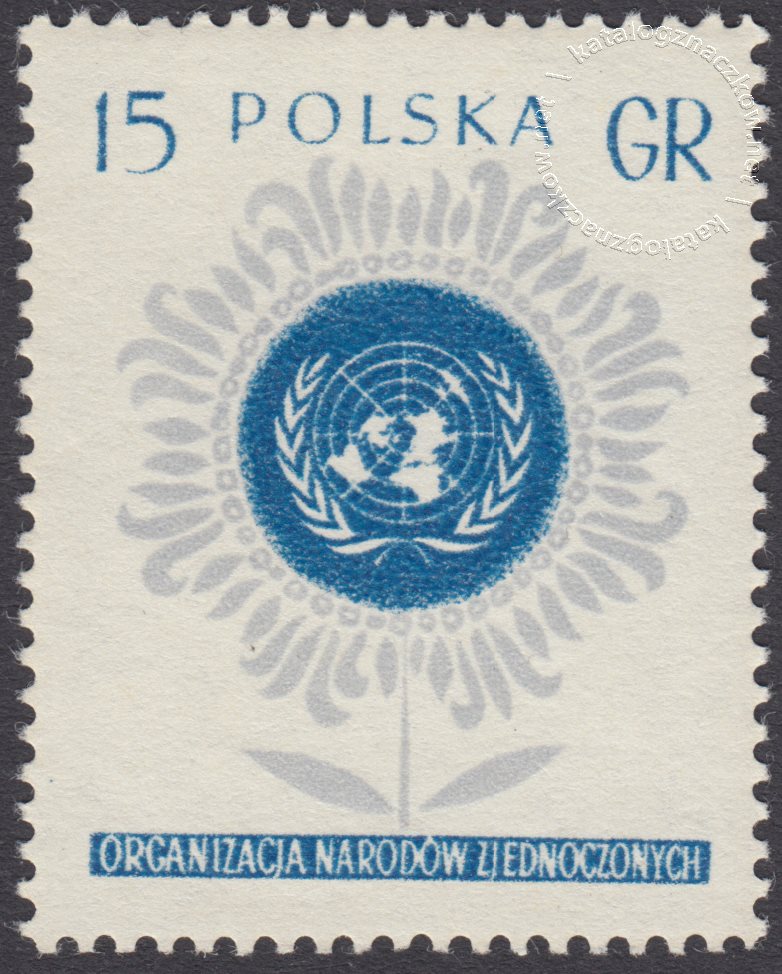 15 POLSKA GR
ORGANIZACJA NARODÓW ZJEDNOCZONYCH
| katalogznaczkow.net | katalogznaczkow.net